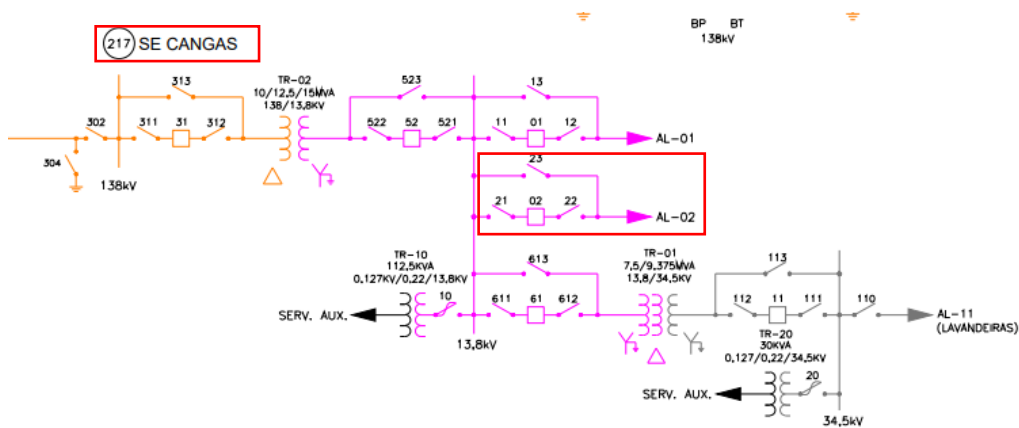 BP BT
138kV
217 SE CANGAS
313
TR-02
10/12,5/15MVA
138/13,8KV
523
13
302
311
31
312
522
52
521
11
01
12
AL-01
304
138kV
23
21
02
22
AL-02
TR-10
112,5KVA
0,127KV/0,22/13,8KV
10
613
TR-01
7,5/9,375MVA
13,8/34,5KV
113
SERV. AUX.
611
61
612
112
11
111
110
AL-11
(LAVANDEIRAS)
13,8kV
TR-20
30KVA
0,127/0,22/34,5KV
20
SERV. AUX.
34,5kV